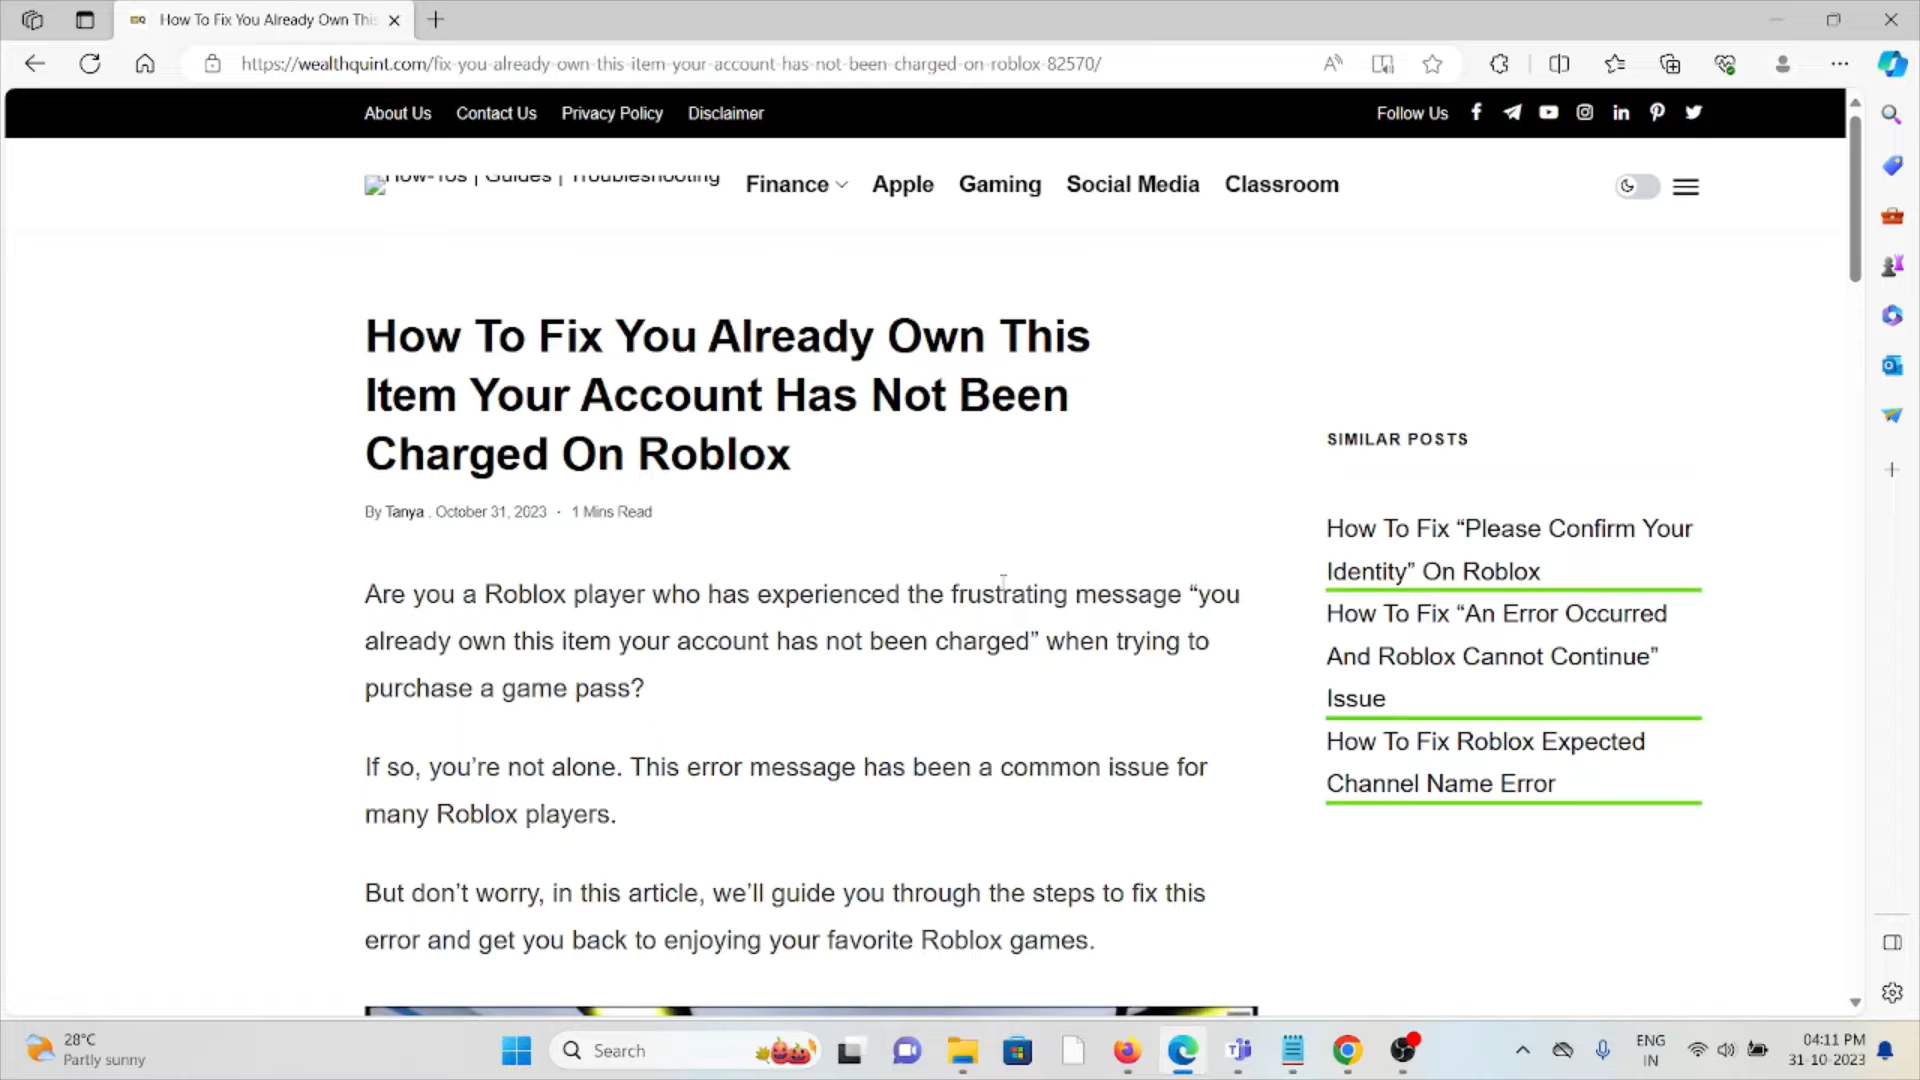 How To Fix You Already Own This
https://wealthquint.com/fix-you-already-own-this-item-your-account-has-not-been-charged-on-roblox-82570/
About Us Contact Us Privacy Policy Disclaimer Follow Us
How-Tos | Guides | Troubleshooting Finance Apple Gaming Social Media Classroom
How To Fix You Already Own This
Item Your Account Has Not Been
Charged On Roblox
By Tanya . October 31, 2023 · 1 Mins Read
Are you a Roblox player who has experienced the frustrating message “you
already own this item your account has not been charged” when trying to
purchase a game pass?
If so, you’re not alone. This error message has been a common issue for
many Roblox players.
But don’t worry, in this article, we’ll guide you through the steps to fix this
error and get you back to enjoying your favorite Roblox games.
SIMILAR POSTS
How To Fix “Please Confirm Your
Identity” On Roblox
How To Fix “An Error Occurred
And Roblox Cannot Continue”
Issue
How To Fix Roblox Expected
Channel Name Error
28°C
Partly sunny
Search
ENG
IN
04:11 PM
31-10-2023